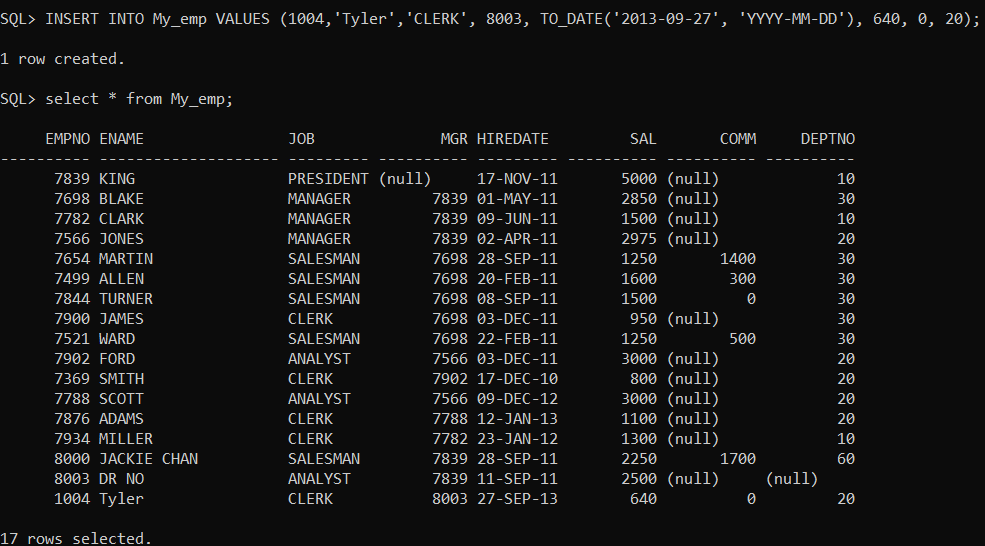 SQL> INSERT INTO My_emp VALUES (1004,'Tyler','CLERK', 8003, TO_DATE('2013-09-27', 'YYYY-MM-DD'), 640, 0, 20);
1 row created.
SQL> select * from My_emp;
     EMPNO ENAME                JOB              MGR HIREDATE         SAL       COMM     DEPTNO
---------- -------------------- --------- ---------- --------- ---------- ---------- ----------
      7839 KING                 PRESIDENT (null)     17-NOV-11       5000 (null)             10
      7698 BLAKE                MANAGER         7839 01-MAY-11       2850 (null)             30
      7782 CLARK                MANAGER         7839 09-JUN-11       1500 (null)             10
      7566 JONES                MANAGER         7839 02-APR-11       2975 (null)             20
      7654 MARTIN               SALESMAN        7698 28-SEP-11       1250       1400         30
      7499 ALLEN                SALESMAN        7698 20-FEB-11       1600        300         30
      7844 TURNER               SALESMAN        7698 08-SEP-11       1500          0         30
      7900 JAMES                CLERK           7698 03-DEC-11        950 (null)             30
      7521 WARD                 SALESMAN        7698 22-FEB-11       1250        500         30
      7902 FORD                 ANALYST         7566 03-DEC-11       3000 (null)             20
      7369 SMITH                CLERK           7902 17-DEC-10        800 (null)             20
      7788 SCOTT                ANALYST         7566 09-DEC-12       3000 (null)             20
      7876 ADAMS                CLERK           7788 12-JAN-13       1100 (null)             20
      7934 MILLER               CLERK           7782 23-JAN-12       1300 (null)             10
      8000 JACKIE CHAN          SALESMAN        7839 28-SEP-11       2250       1700         60
      8003 DR NO                ANALYST         7839 11-SEP-11       2500 (null)     (null)
      1004 Tyler                CLERK           8003 27-SEP-13        640          0         20
17 rows selected.